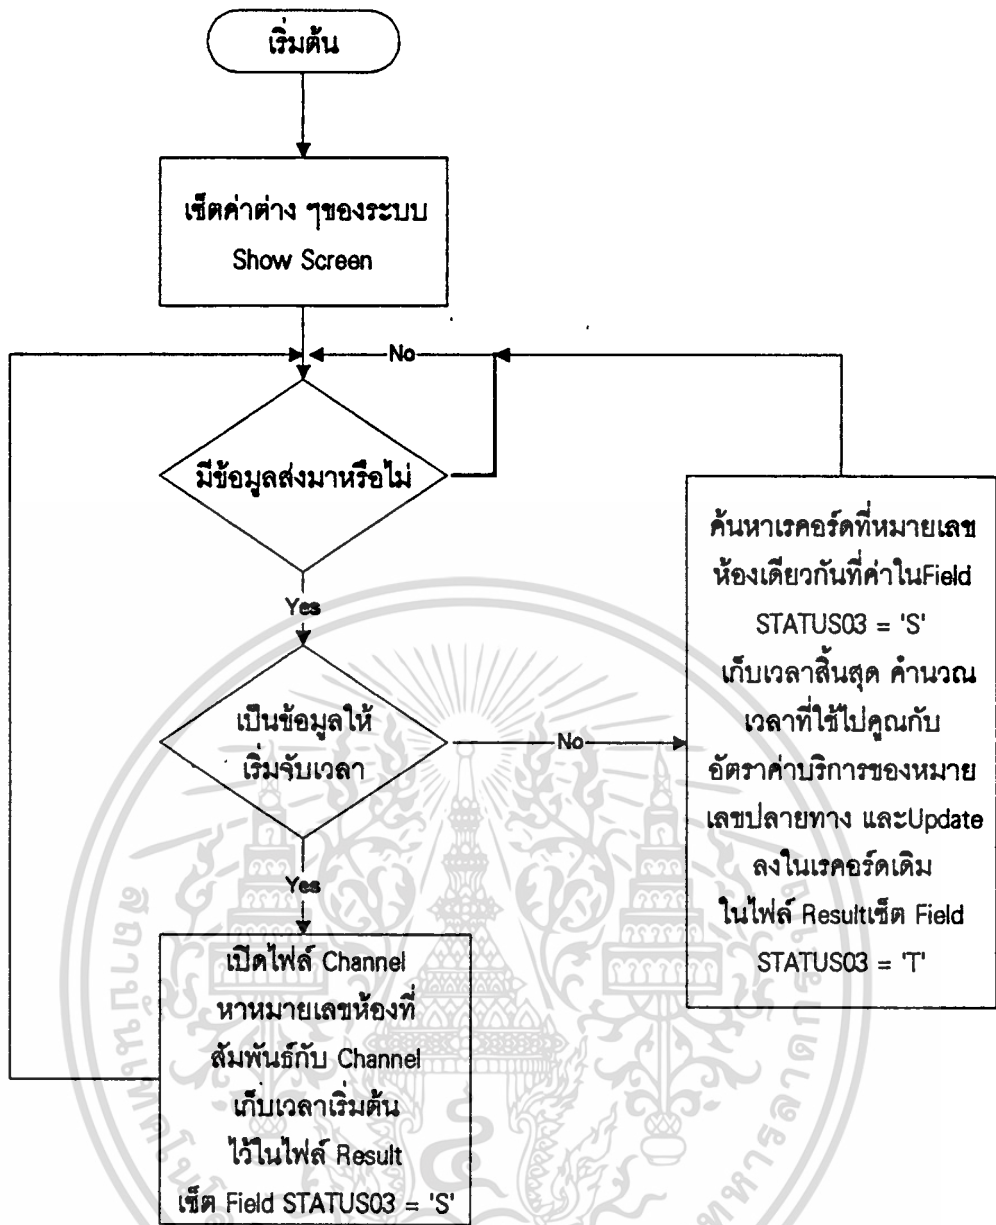 เริ่มต้น
เซ็ตค่าต่าง ๆของระบบ
Show Screen
No
มีข้อมูลส่งมาหรือไม่
Yes
เป็นข้อมูลให้
เริ่มจับเวลา
No
Yes
เปิดไฟล์ Channel
หาหมายเลขห้องที่
สัมพันธ์กับ Channel
เก็บเวลาเริ่มต้น
ไว้ในไฟล์ Result
เซ็ต Field STATUS03 = 'S'
ค้นหาเรคอร์ดที่หมายเลข
ห้องเดียวกันที่ค่าในField
STATUS03 = 'S'
เก็บเวลาสิ้นสุด คำนวณ
เวลาที่ใช้ไปคูณกับ
อัตราค่าบริการของหมาย
เลขปลายทาง และUpdate
ลงในเรคอร์ดเดิม
ในไฟล์ Resultเซ็ต Field
STATUS03 = 'T'